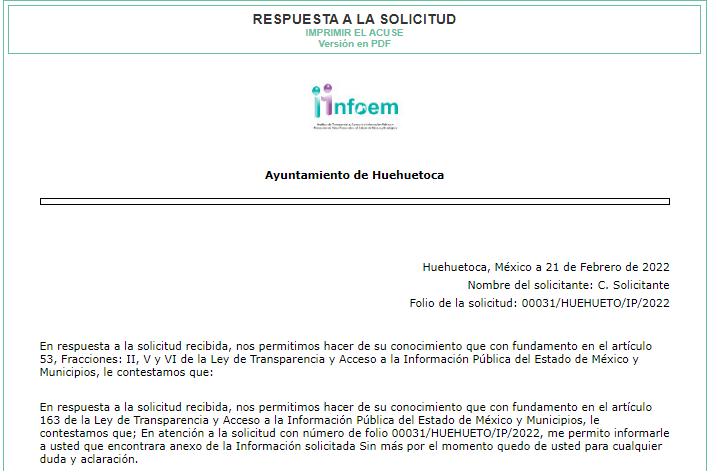 RESPUESTA A LA SOLICITUD
IMPRIMIR EL ACUSE
Versión en PDF
infoem
Ayuntamiento de Huehuetoca
Huehuetoca, México a 21 de Febrero de 2022
Nombre del solicitante: C. Solicitante
Folio de la solicitud: 00031/HUEHUETO/IP/2022
En respuesta a la solicitud recibida, nos permitimos hacer de su conocimiento que con fundamento en el artículo
53, Fracciones: II, V y VI de la Ley de Transparencia y Acceso a la Información Pública del Estado de México y
Municipios, le contestamos que:
En respuesta a la solicitud recibida, nos permitimos hacer de su conocimiento que con fundamento en el artículo
163 de la Ley de Transparencia y Acceso a la Información Pública del Estado de México y Municipios, le
contestamos que; En atención a la solicitud con número de folio 00031/HUEHUETO/IP/2022, me permito informarle
a usted que encontrara anexo de la Información solicitada Sin más por el momento quedo de usted para cualquier
duda y aclaración.